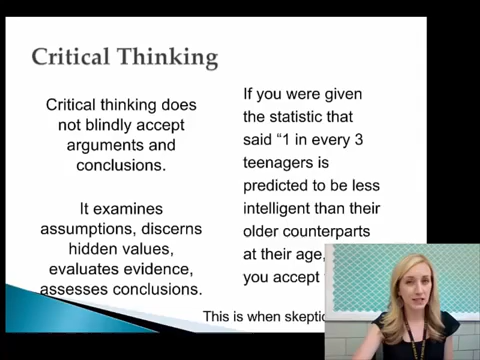 Critical Thinking
Critical thinking does
not blindly accept
arguments and
conclusions.
It examines
assumptions, discerns
hidden values,
evaluates evidence,
assesses conclusions.
If you were given
the statistic that
said “1 in every 3
teenagers is
predicted to be less
intelligent than their
older counterparts
at their age,
you accept
This is when skeptic